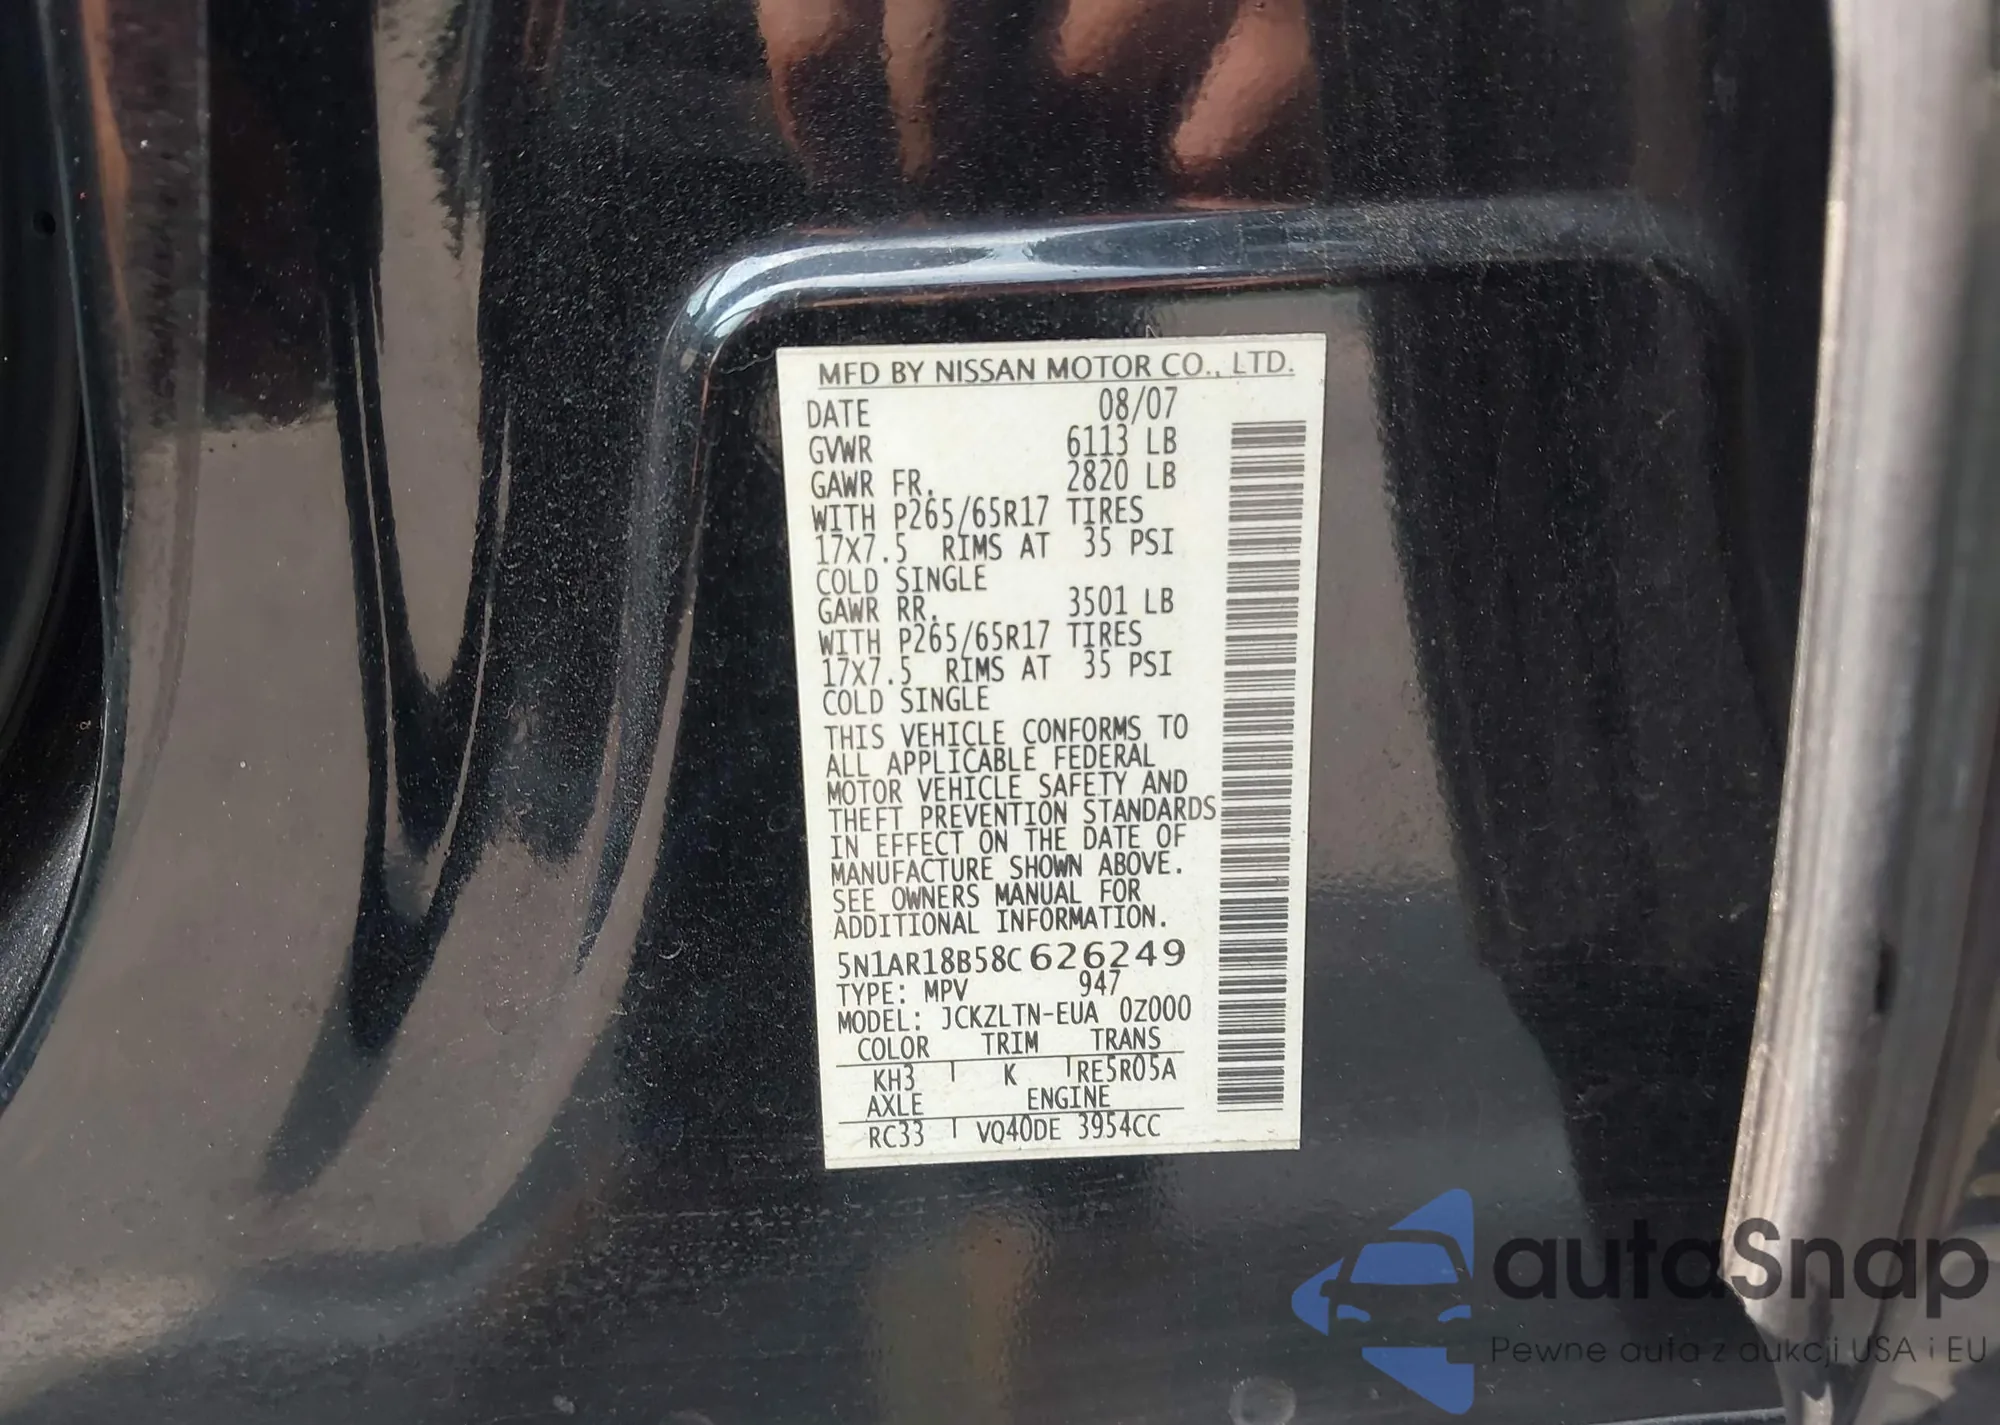 MFD BY NISSAN MOTOR CO., LTD.
DATE 08/07
GVWR 6113 LB
GAWR FR. 2820 LB
WITH P265/65R17 TIRES
17X7.5 RIMS AT 35 PSI
COLD SINGLE
GAWR RR. 3501 LB
WITH P265/65R17 TIRES
17X7.5 RIMS AT 35 PSI
COLD SINGLE
THIS VEHICLE CONFORMS TO
ALL APPLICABLE FEDERAL
MOTOR VEHICLE SAFETY AND
THEFT PREVENTION STANDARDS
IN EFFECT ON THE DATE OF
MANUFACTURE SHOWN ABOVE.
SEE OWNERS MANUAL FOR
ADDITIONAL INFORMATION.
5N1AR18B58C626249
TYPE: MPV 947
MODEL: JCKZLTN-EUA 0Z000
COLOR TRIM TRANS
KH3 K RE5R05A
AXLE ENGINE
RC33 VQ40DE 3954CC
autaSnap
Pewne auta z aukcji USA i EU